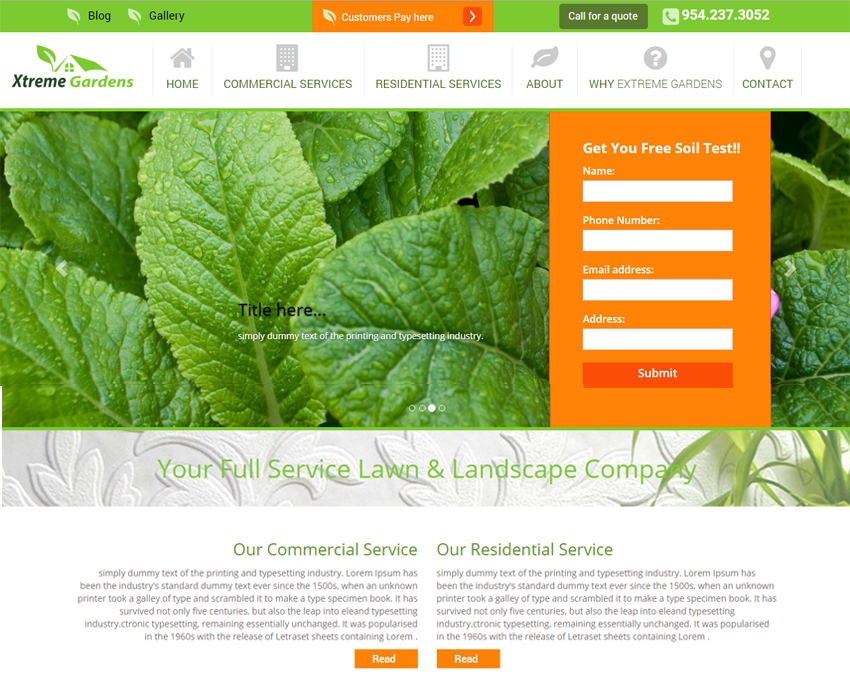 Blog
Gallery
Customers Pay here
Call for a quote
954.237.3052
Xtreme Gardens
HOME
COMMERCIAL SERVICES
RESIDENTIAL SERVICES
ABOUT
WHY EXTREME GARDENS
CONTACT
Title here...
simply dummy text of the printing and typesetting industry.
Get You Free Soil Test!!
Name:
Phone Number:
Email address:
Address:
Submit
Your Full Service Lawn & Landscape Company
Our Commercial Service
simply dummy text of the printing and typesetting industry. Lorem Ipsum has
been the industry's standard dummy text ever since the 1500s, when an unknown
printer took a galley of type and scrambled it to make a type specimen book. It has
survived not only five centuries, but also the leap into eleand typesetting
industry.ctronic typesetting, remaining essentially unchanged. It was popularised
in the 1960s with the release of Letraset sheets containing Lorem .
Read
Our Residential Service
simply dummy text of the printing and typesetting industry. Lorem Ipsum has
been the industry's standard dummy text ever since the 1500s, when an unknown
printer took a galley of type and scrambled it to make a type specimen book. It has
survived not only five centuries, but also the leap into eleand typesetting
industry.ctronic typesetting, remaining essentially unchanged. It was popularised
in the 1960s with the release of Letraset sheets containing Lorem .
Read